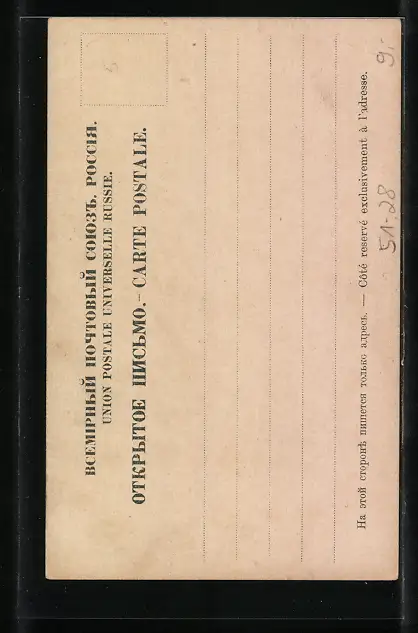 ВСЕМІРНЫЙ ПОЧТОВЫЙ СОЮЗЪ. РОССІЯ.
UNION POSTALE UNIVERSELLE RUSSIE.
ОТКРЫТОЕ ПИСЬМО. – CARTE POSTALE.
На этой сторонѣ пишется только адресъ. — Côté reservé exclusivement à l'adresse.
51-28
9,-